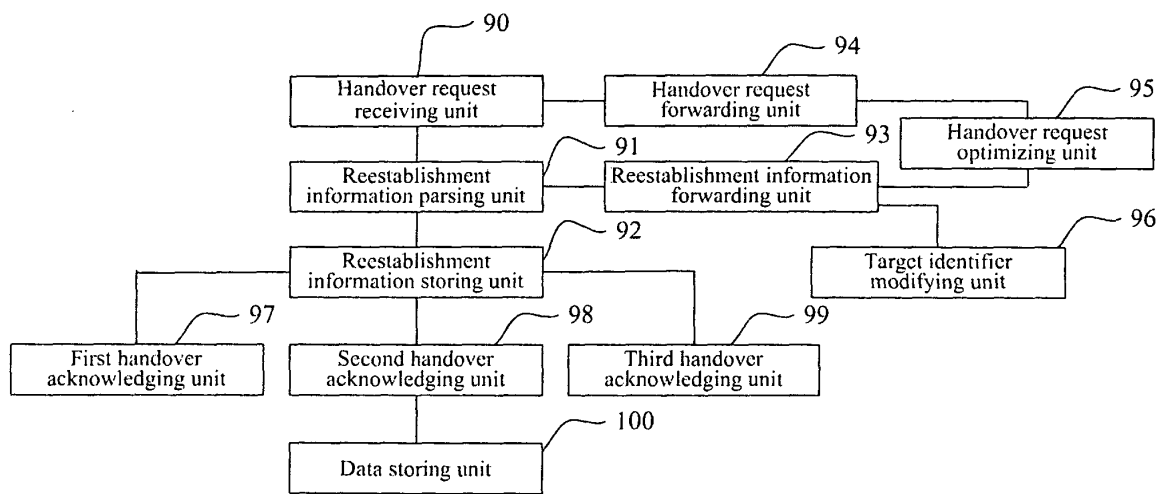 90
Handover request
receiving unit
94
Handover request
forwarding unit
95
Handover request
optimizing unit
91
Reestablishment
information parsing unit
93
Reestablishment information
forwarding unit
92
Reestablishment
information storing unit
96
Target identifier
modifying unit
97
First handover
acknowledging unit
98
Second handover
acknowledging unit
99
Third handover
acknowledging unit
100
Data storing unit